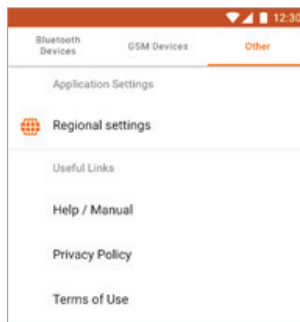 12:30
Bluetooth
Devices
GSM Devices
Other
Application Settings
Regional settings
Useful Links
Help / Manual
Privacy Policy
Terms of Use